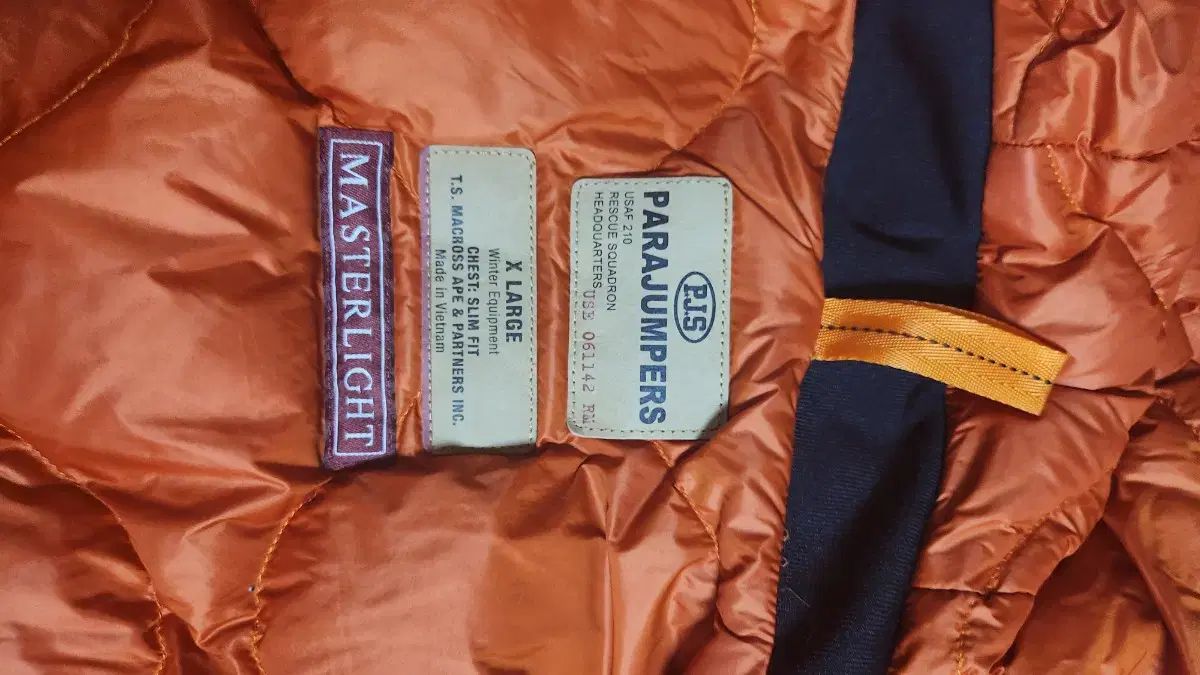 P.J.S
PARAJUMPERS
USAF 210
RESCUE SQUADRON
HEADQUARTERS
USE 061142 RN
X LARGE
Winter Equipment
CHEST: SLIM FIT
T.S. MACROSS APE & PARTNERS INC.
Made in Vietnam
MASTERLIGHT